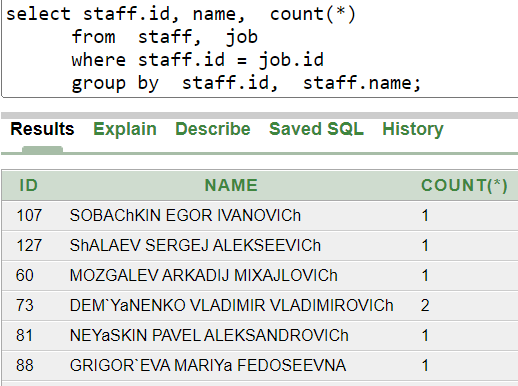 select staff.id, name, count(*)
from staff, job
where staff.id = job.id
group by staff.id, staff.name;
Results Explain Describe Saved SQL History
ID NAME COUNT(*)
107 SOBAChKIN EGOR IVANOVICh 1
127 ShALAEV SERGEJ ALEKSEEVICh 1
60 MOZGALEV ARKADIJ MIXAJLOVICh 1
73 DEM`YaNENKO VLADIMIR VLADIMIROVICh 2
81 NEYaSKIN PAVEL ALEKSANDROVICh 1
88 GRIGOR`EVA MARIYa FEDOSEEVNA 1